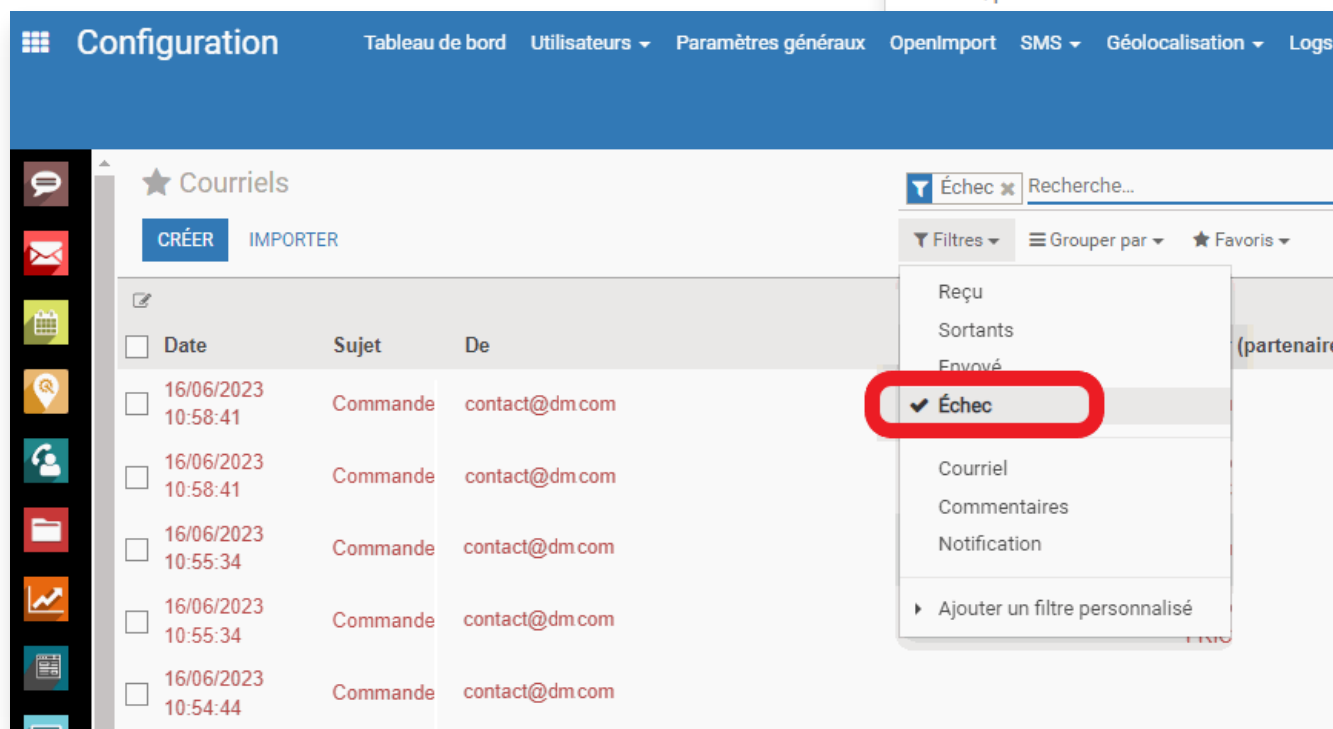 Configuration Tableau de bord Utilisateurs Paramètres généraux OpenImport SMS Géolocalisation Logs
Courriels
Échec Recherche...
CRÉER IMPORTER
Filtres Grouper par Favoris
Reçu
Sortants
Envoyé
Échec
Courriel
Commentaires
Notification
Ajouter un filtre personnalisé
Date Sujet De (partenaire
16/06/2023
10:58:41
Commande contact@dm.com
16/06/2023
10:58:41
Commande contact@dm.com
16/06/2023
10:55:34
Commande contact@dm.com
16/06/2023
10:55:34
Commande contact@dm.com
16/06/2023
10:54:44
Commande contact@dm.com